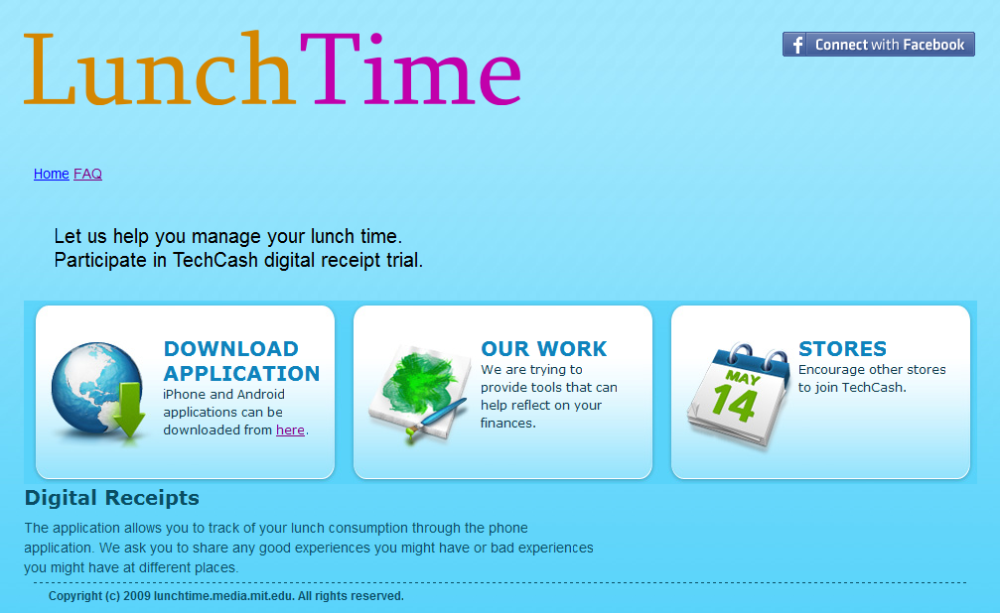 LunchTime
f Connect with Facebook
Home FAQ
Let us help you manage your lunch time.
Participate in TechCash digital receipt trial.
DOWNLOAD
APPLICATION
iPhone and Android
applications can be
downloaded from here.
OUR WORK
We are trying to
provide tools that can
help reflect on your
finances.
MAY
14
STORES
Encourage other stores
to join TechCash.
Digital Receipts
The application allows you to track of your lunch consumption through the phone
application. We ask you to share any good experiences you might have or bad experiences
you might have at different places.
Copyright (c) 2009 lunchtime.media.mit.edu. All rights reserved.